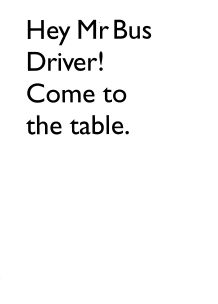 Hey Mr Bus
Driver!
Come to
the table.